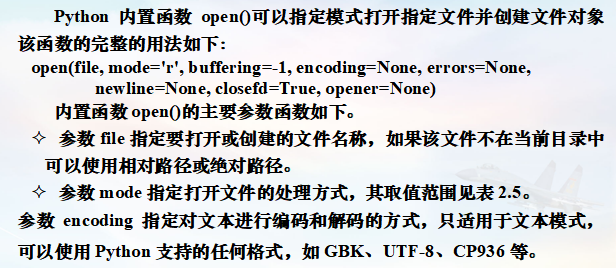 Python 内置函数 open()可以指定模式打开指定文件并创建文件对象
该函数的完整的用法如下：
open(file, mode='r', buffering=-1, encoding=None, errors=None,
newline=None, closefd=True, opener=None)
内置函数open()的主要参数函数如下。
✧ 参数 file 指定要打开或创建的文件名称，如果该文件不在当前目录中
可以使用相对路径或绝对路径。
✧ 参数 mode 指定打开文件的处理方式，其取值范围见表 2.5。
参数 encoding 指定对文本进行编码和解码的方式，只适用于文本模式，
可以使用 Python 支持的任何格式，如 GBK、UTF-8、CP936 等。